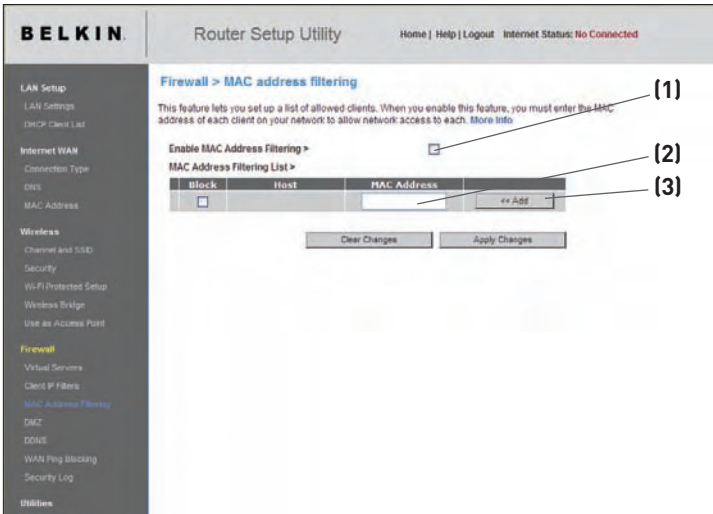 BELKIN
Router Setup Utility
Home | Help | Logout Internet Status: No Connected
LAN Setup
LAN Settings
DHCP Client List
Internet WAN
Connection Type
DNS
MAC Address
Wireless
Channel and SSID
Security
Wi-Fi Protected Setup
Wireless Bridge
Use as Access Point
Firewall
Virtual Servers
Client IP Filters
MAC Address Filtering
DMZ
DDNS
WAN Ping Blocking
Security Log
Utilities
Firewall > MAC address filtering
This feature lets you set up a list of allowed clients. When you enable this feature, you must enter the MAC
address of each client on your network to allow network access to each. More Info
Enable MAC Address Filtering >
MAC Address Filtering List >
Block Host MAC Address
<< Add
Clear Changes Apply Changes
(1)
(2)
(3)